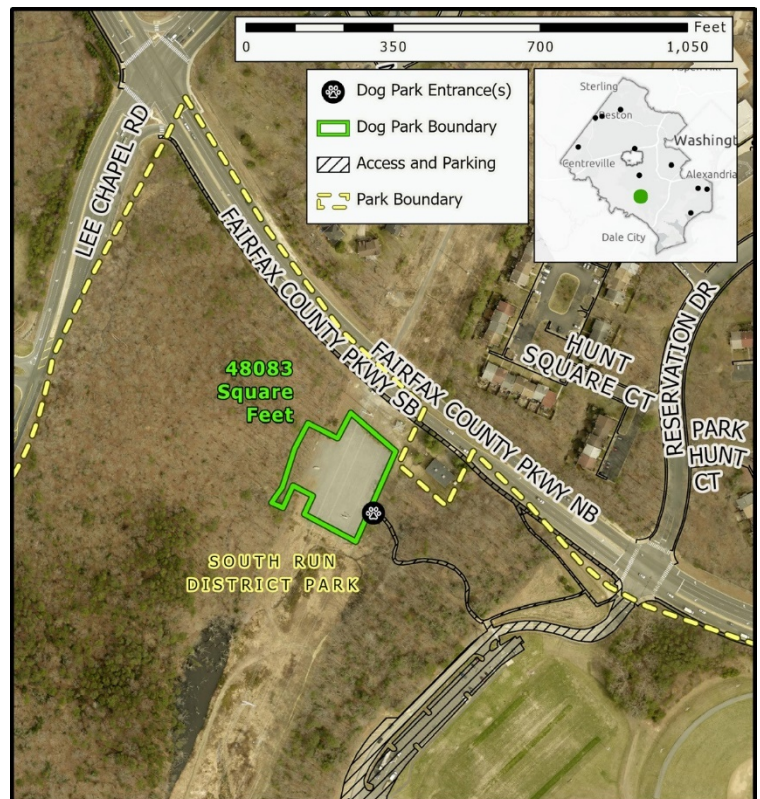 Feet
0 350 700 1,050
Dog Park Entrance(s)
Dog Park Boundary
Access and Parking
Park Boundary
Sterling
Reston
Washingt
Centreville
Alexandria
Dale City
LEE CHAPEL RD
FAIRFAX COUNTY PKWY SB
FAIRFAX COUNTY PKWY NB
HUNT
SQUARE CT
RESERVATION DR
PARK
HUNT
CT
48083
Square
Feet
SOUTH RUN
DISTRICT PARK